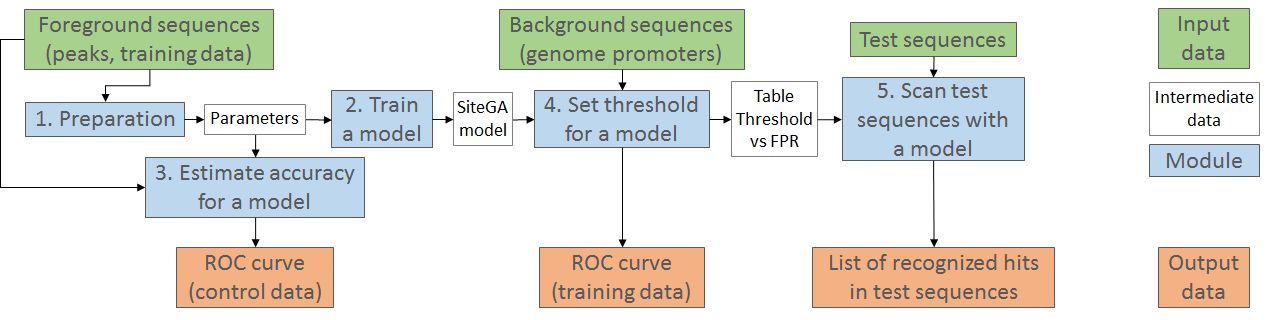 Foreground sequences
(peaks, training data)
Background sequences
(genome promoters)
Test sequences
Input
data
1. Preparation
Parameters
2. Train
a model
SiteGA
model
4. Set threshold
for a model
Table
Threshold
vs FPR
5. Scan test
sequences with
a model
Intermediate
data
Module
3. Estimate accuracy
for a model
ROC curve
(control data)
ROC curve
(training data)
List of recognized hits
in test sequences
Output
data